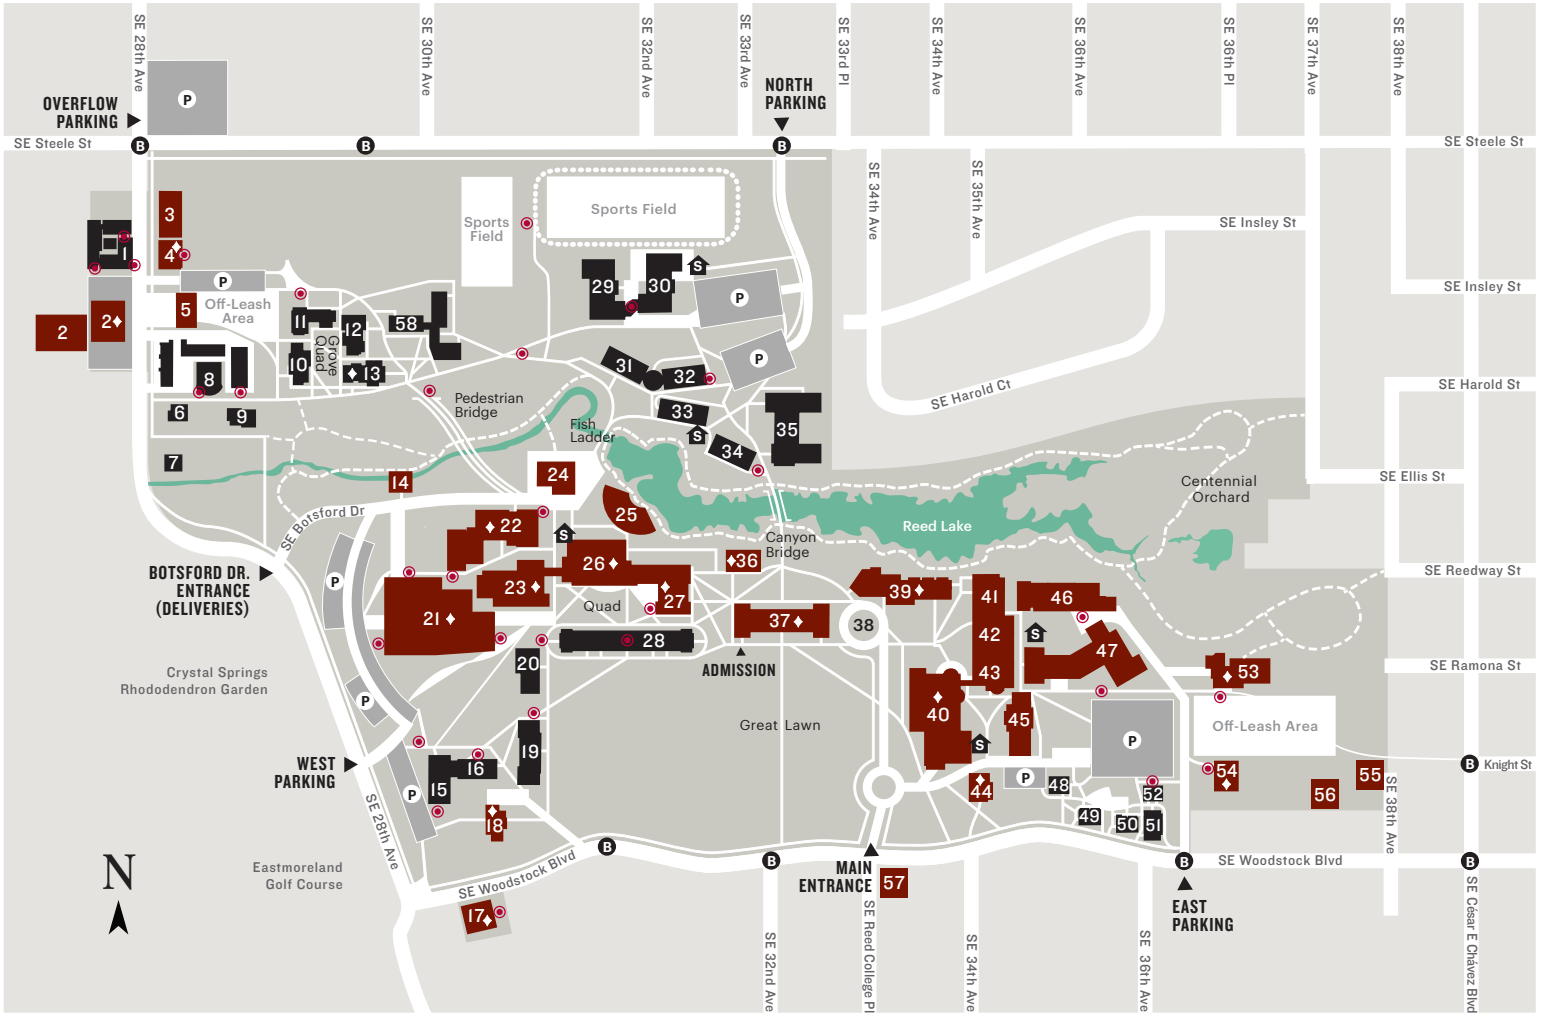 SE 28th Ave
SE 30th Ave
SE 32nd Ave
SE 33rd Ave
SE 33rd Pl
SE 34th Ave
SE 36th Ave
SE 36th Pl
SE 37th Ave
SE 38th Ave
P
OVERFLOW
PARKING
NORTH
PARKING
SE Steele St
B
B
B
SE Steele St
SE 34th Ave
SE 35th Ave
3
Sports Field
Sports
Field
SE Insley St
1
4
S
P
29
30
P
SE Insley St
Off-Leash
Area
5
2
2
11
12
58
Grove
Quad
10
13
8
31
32
P
SE Harold St
SE Harold Ct
6
9
Pedestrian
Bridge
33
Fish
Ladder
S
35
34
7
14
24
SE Ellis St
Centennial
Orchard
SE Botsford Dr
22
25
S
Reed Lake
Canyon
Bridge
BOTSFORD DR.
ENTRANCE
(DELIVERIES)
P
26
36
SE Reedway St
23
27
Quad
39
41
46
21
37
38
42
S
28
47
20
ADMISSION
43
SE Ramona St
53
Crystal Springs
Rhododendron Garden
P
40
45
Great Lawn
Off-Leash Area
P
S
19
WEST
PARKING
16
15
P
P
44
48
54
55
B
Knight St
56
52
18
49
50
51
SE 28th Ave
SE 38th Ave
B
B
B
SE Woodstock Blvd
B
N
Eastmoreland
Golf Course
SE Woodstock Blvd
MAIN
ENTRANCE
57
17
EAST
PARKING
SE 32nd Ave
SE Reed College Pl
SE 34th Ave
SE 36th Ave
SE César E Chávez Blvd